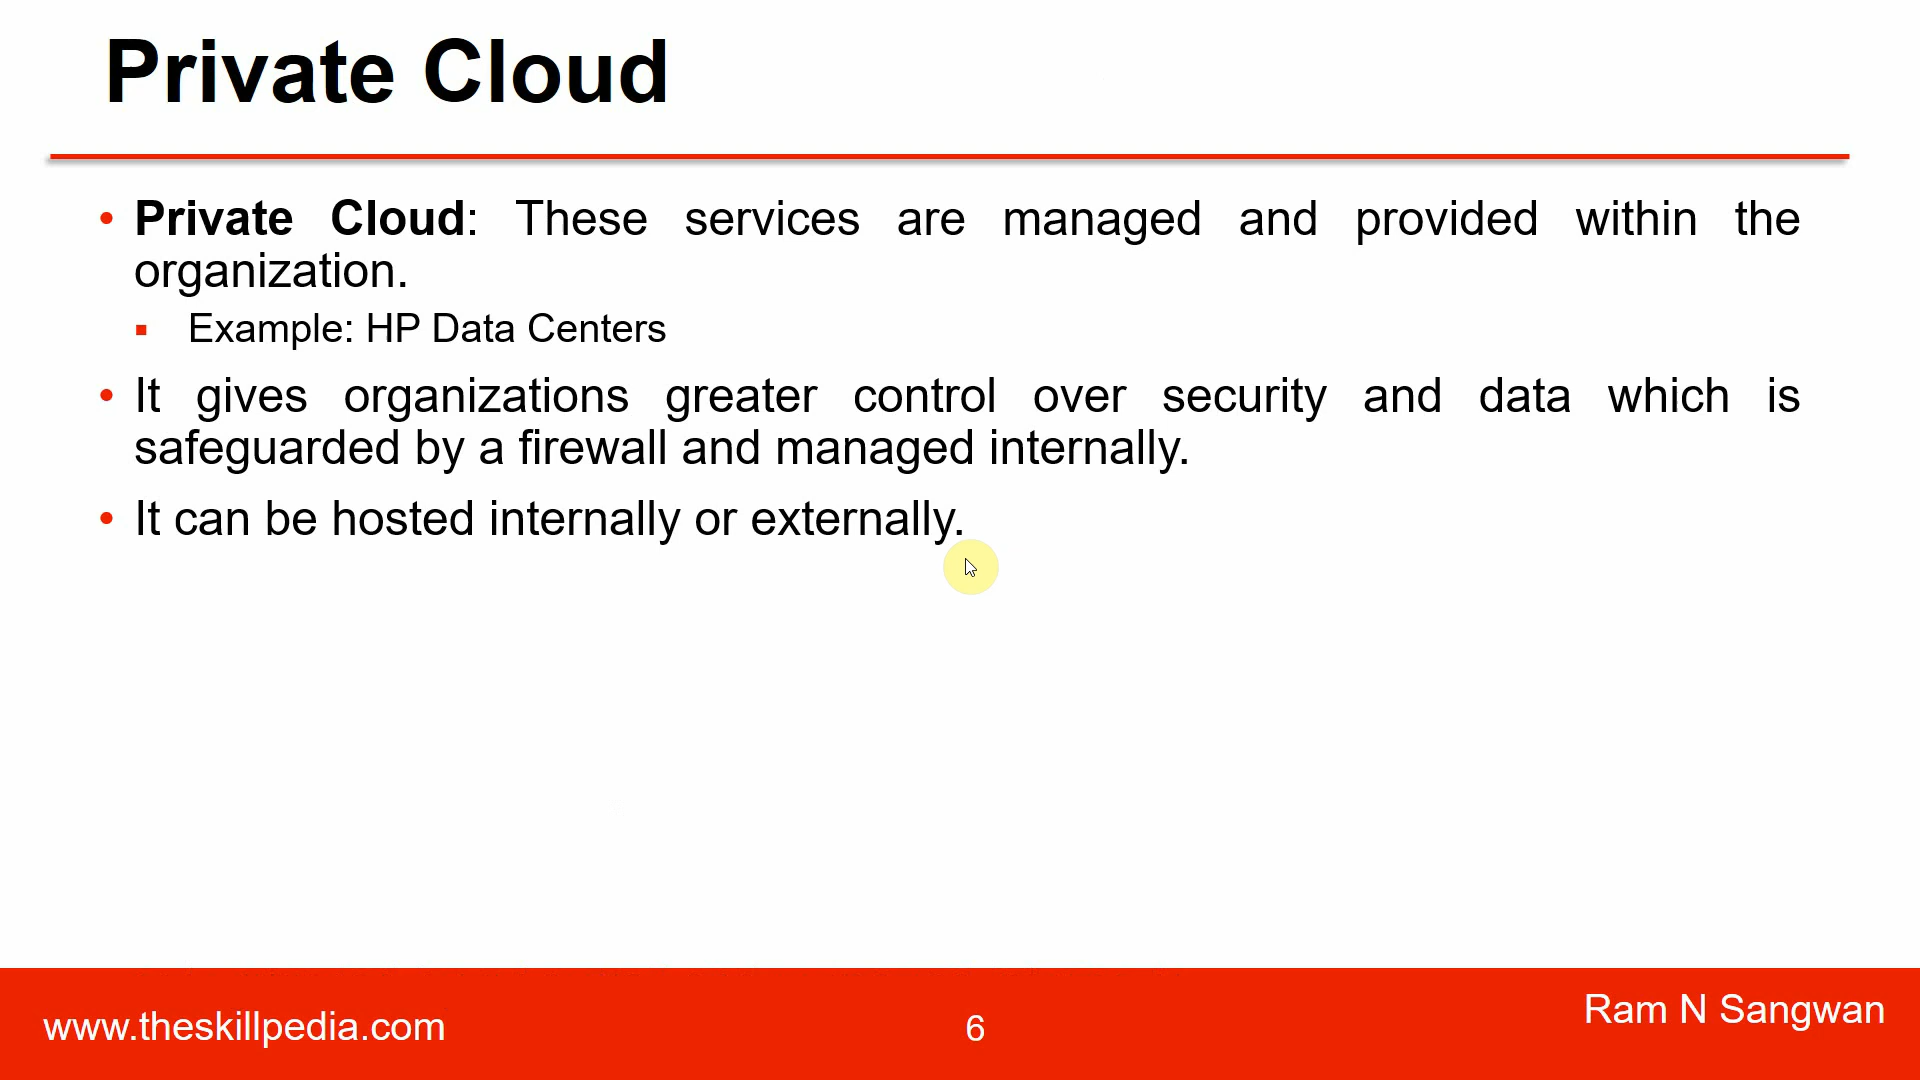 Private Cloud
• Private Cloud: These services are managed and provided within the
organization.
▪ Example: HP Data Centers
• It gives organizations greater control over security and data which is
safeguarded by a firewall and managed internally.
• It can be hosted internally or externally.
www.theskillpedia.com
6
Ram N Sangwan